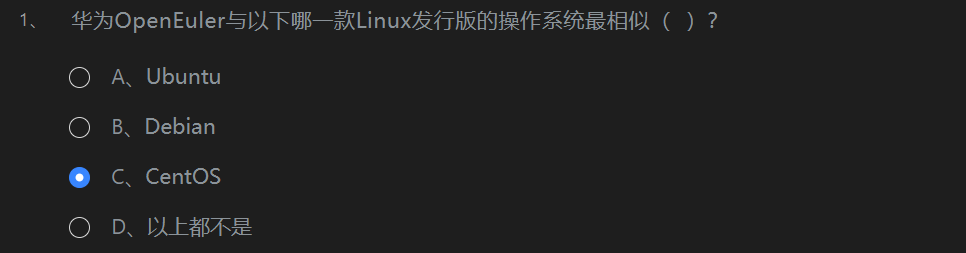 1、 华为OpenEuler与以下哪一款Linux发行版的操作系统最相似（ ）？
A、Ubuntu
B、Debian
C、CentOS
D、以上都不是